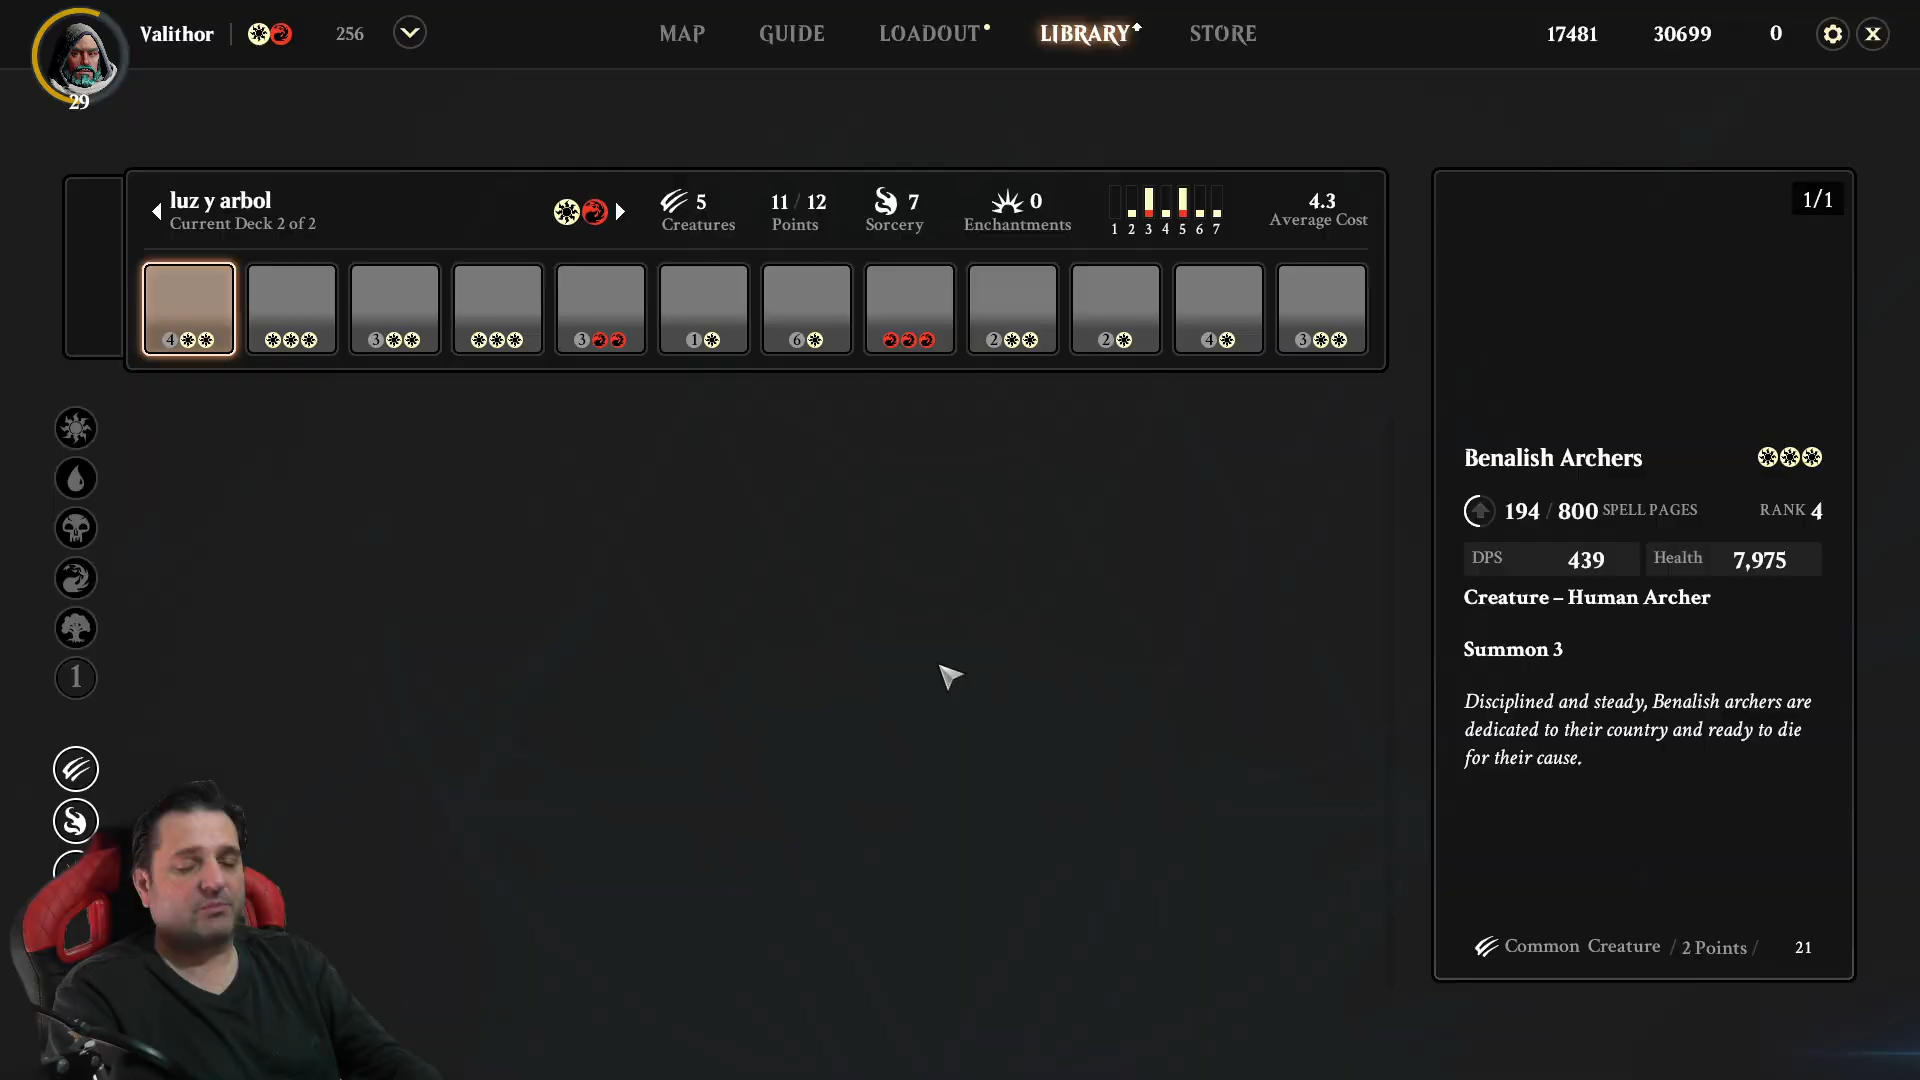 Valithor
256
MAP
GUIDE
LOADOUT
LIBRARY
STORE
17481
30699
0
29
luz y arbol
Current Deck 2 of 2
5
Creatures
11 / 12
Points
7
Sorcery
0
Enchantments
1 2 3 4 5 6 7
4.3
Average Cost
4
3
3
1
6
2
2
4
3
1
1/1
Benalish Archers
194 / 800 SPELL PAGES
RANK 4
DPS 439
Health 7,975
Creature – Human Archer
Summon 3
Disciplined and steady, Benalish archers are
dedicated to their country and ready to die
for their cause.
Common Creature / 2 Points / 21